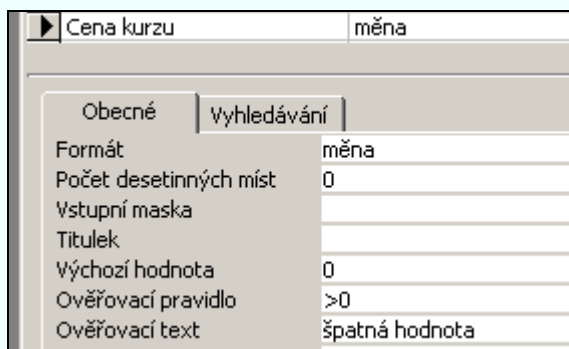 Cena kurzu měna
Obecné Vyhledávání
Formát měna
Počet desetinných míst 0
Vstupní maska
Titulek
Výchozí hodnota 0
Ověřovací pravidlo >0
Ověřovací text špatná hodnota